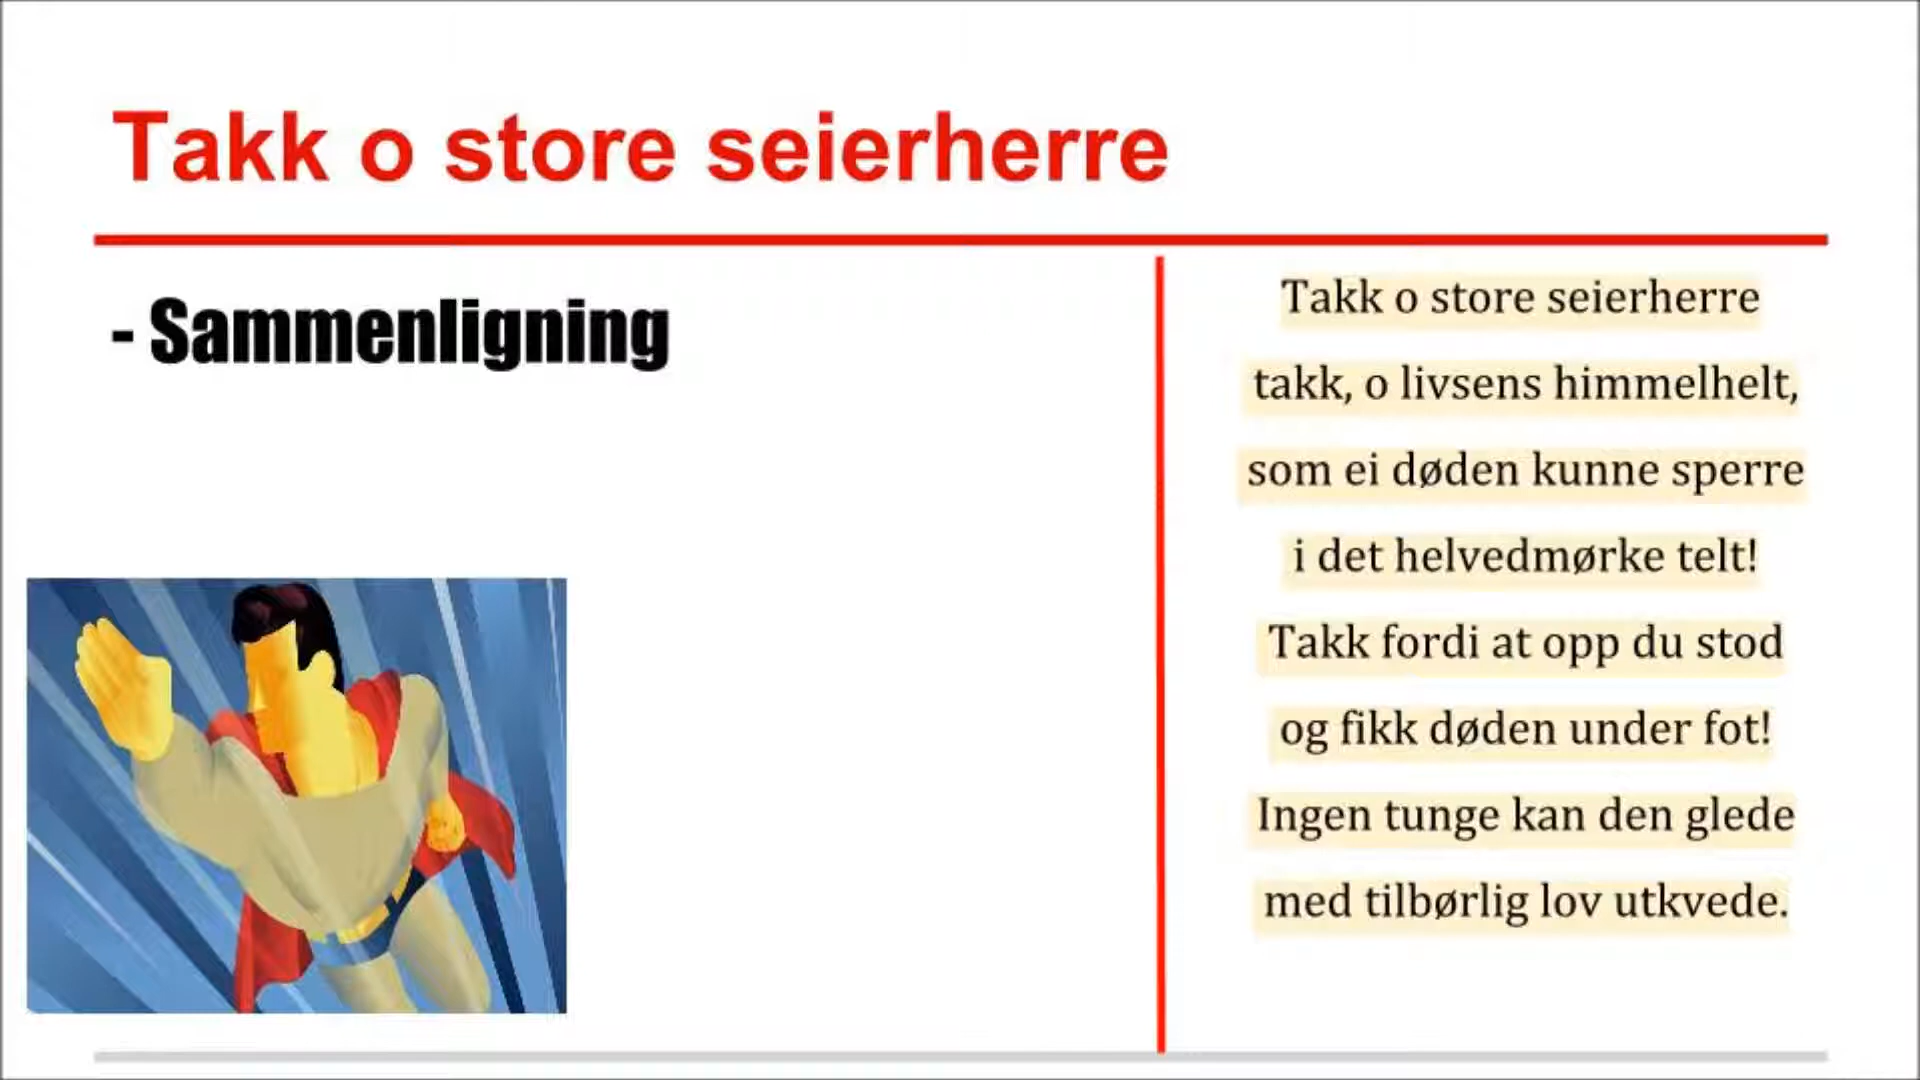 Takk o store seierherre
- Sammenligning
Takk o store seierherre
takk, o livsens himmelhelt,
som ei døden kunne sperre
i det helvedmørke telt!
Takk fordi at opp du stod
og fikk døden under fot!
Ingen tunge kan den glede
med tilbørlig lov utkvede.